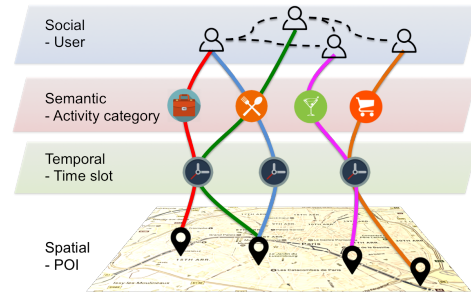 Social
- User
Semantic
- Activity category
Temporal
- Time slot
Spatial
- POI